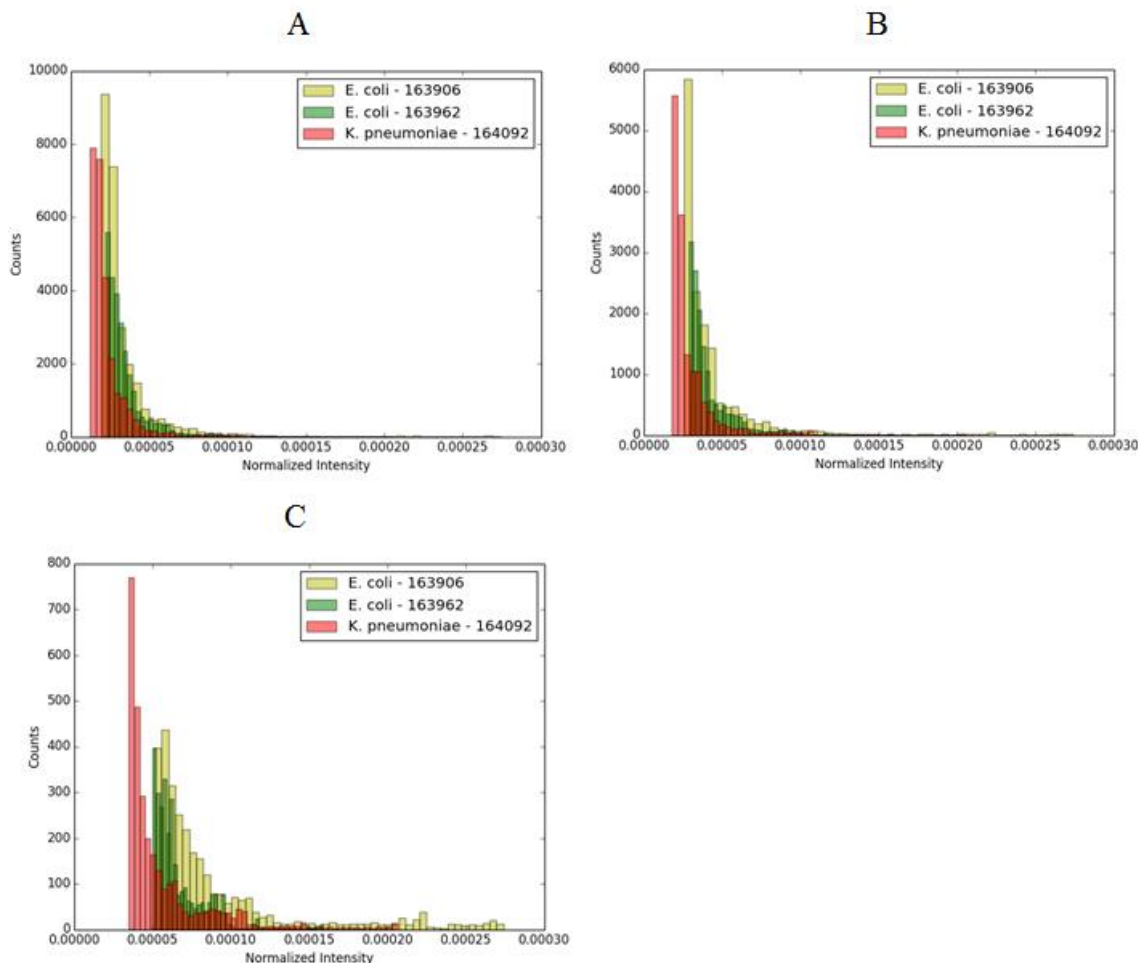 A
10000
8000
6000
4000
2000
0
Counts
E. coli - 163906
E. coli - 163962
K. pneumoniae - 164092
0.00000 0.00005 0.00010 0.00015 0.00020 0.00025 0.00030
Normalized Intensity
B
6000
5000
4000
3000
2000
1000
0
Counts
E. coli - 163906
E. coli - 163962
K. pneumoniae - 164092
0.00000 0.00005 0.00010 0.00015 0.00020 0.00025 0.00030
Normalized Intensity
C
800
700
600
500
400
300
200
100
0
Counts
E. coli - 163906
E. coli - 163962
K. pneumoniae - 164092
0.00000 0.00005 0.00010 0.00015 0.00020 0.00025 0.00030
Normalized Intensity